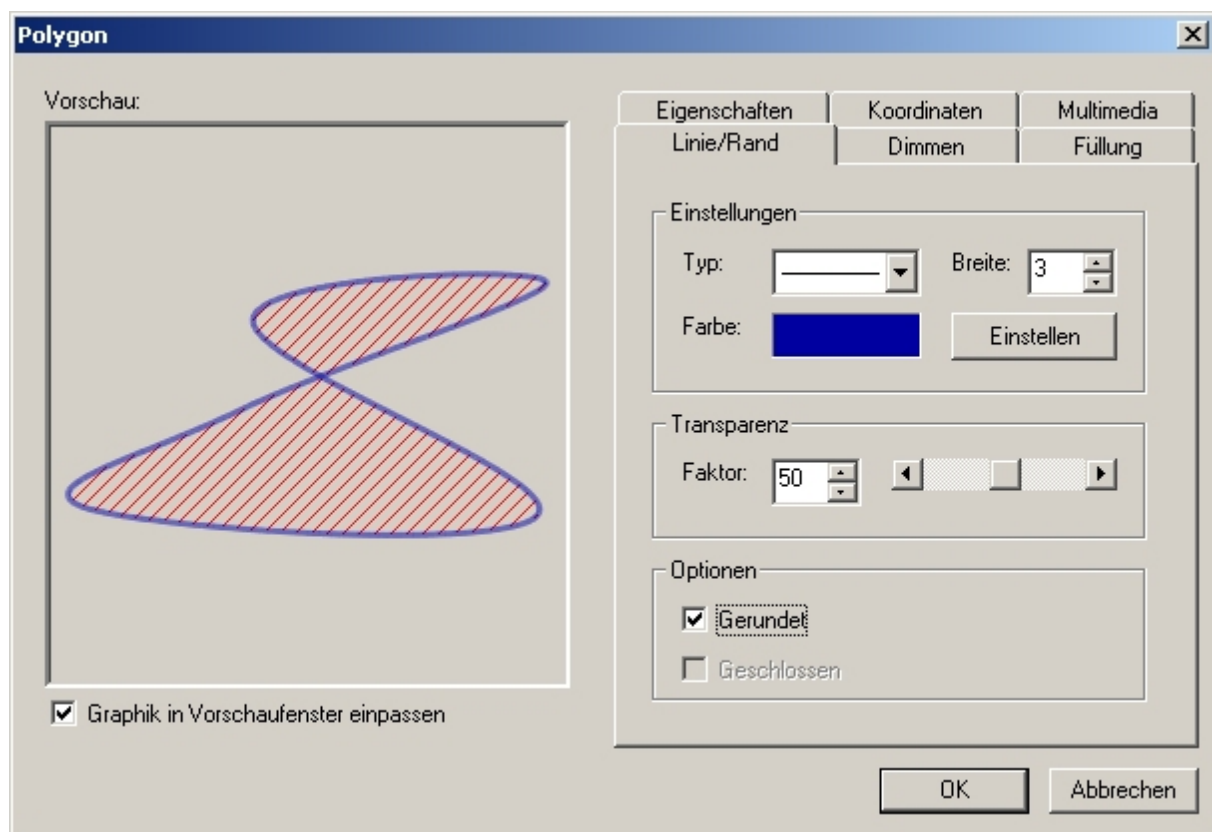 Polygon
Vorschau:
Eigenschaften Koordinaten Multimedia
Linie/Rand Dimmen Füllung
Einstellungen
Typ: Breite: 3
Farbe: Einstellen
Transparenz
Faktor: 50
Optionen
Gerundet
Geschlossen
Graphik in Vorschaufenster einpassen
OK Abbrechen